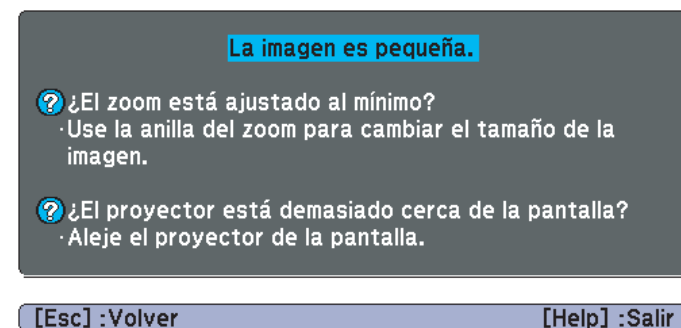 La imagen es pequeña.
¿El zoom está ajustado al mínimo?
·Use la anilla del zoom para cambiar el tamaño de la
imagen.
¿El proyector está demasiado cerca de la pantalla?
·Aleje el proyector de la pantalla.
[Esc] :Volver [Help] :Salir